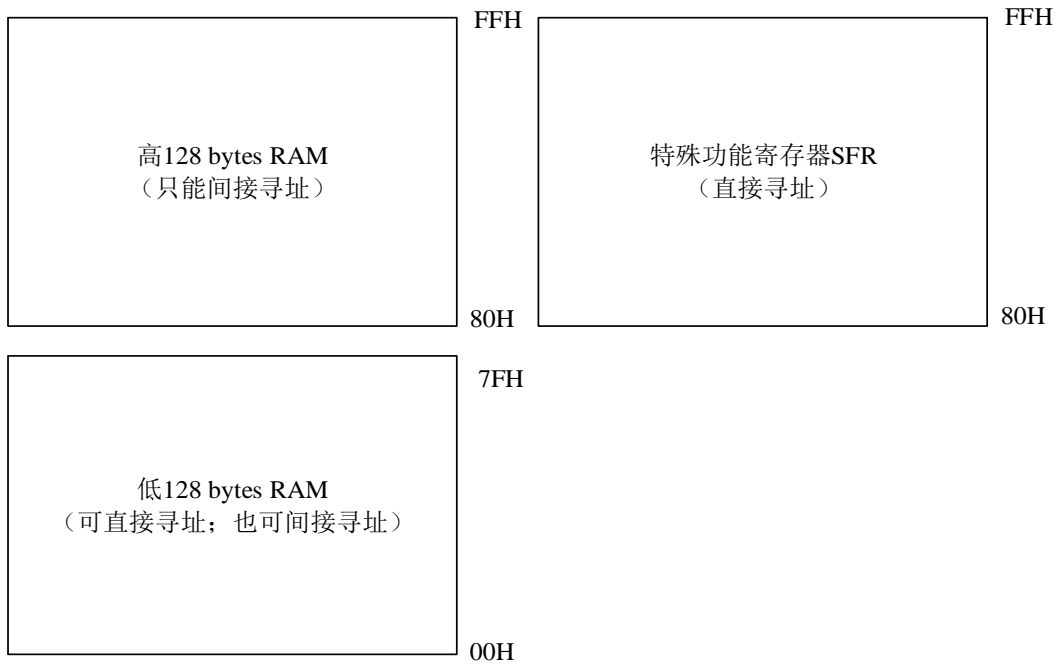 FFH
高128 bytes RAM
（只能间接寻址）
80H
FFH
特殊功能寄存器SFR
（直接寻址）
80H
7FH
低128 bytes RAM
（可直接寻址；也可间接寻址）
00H